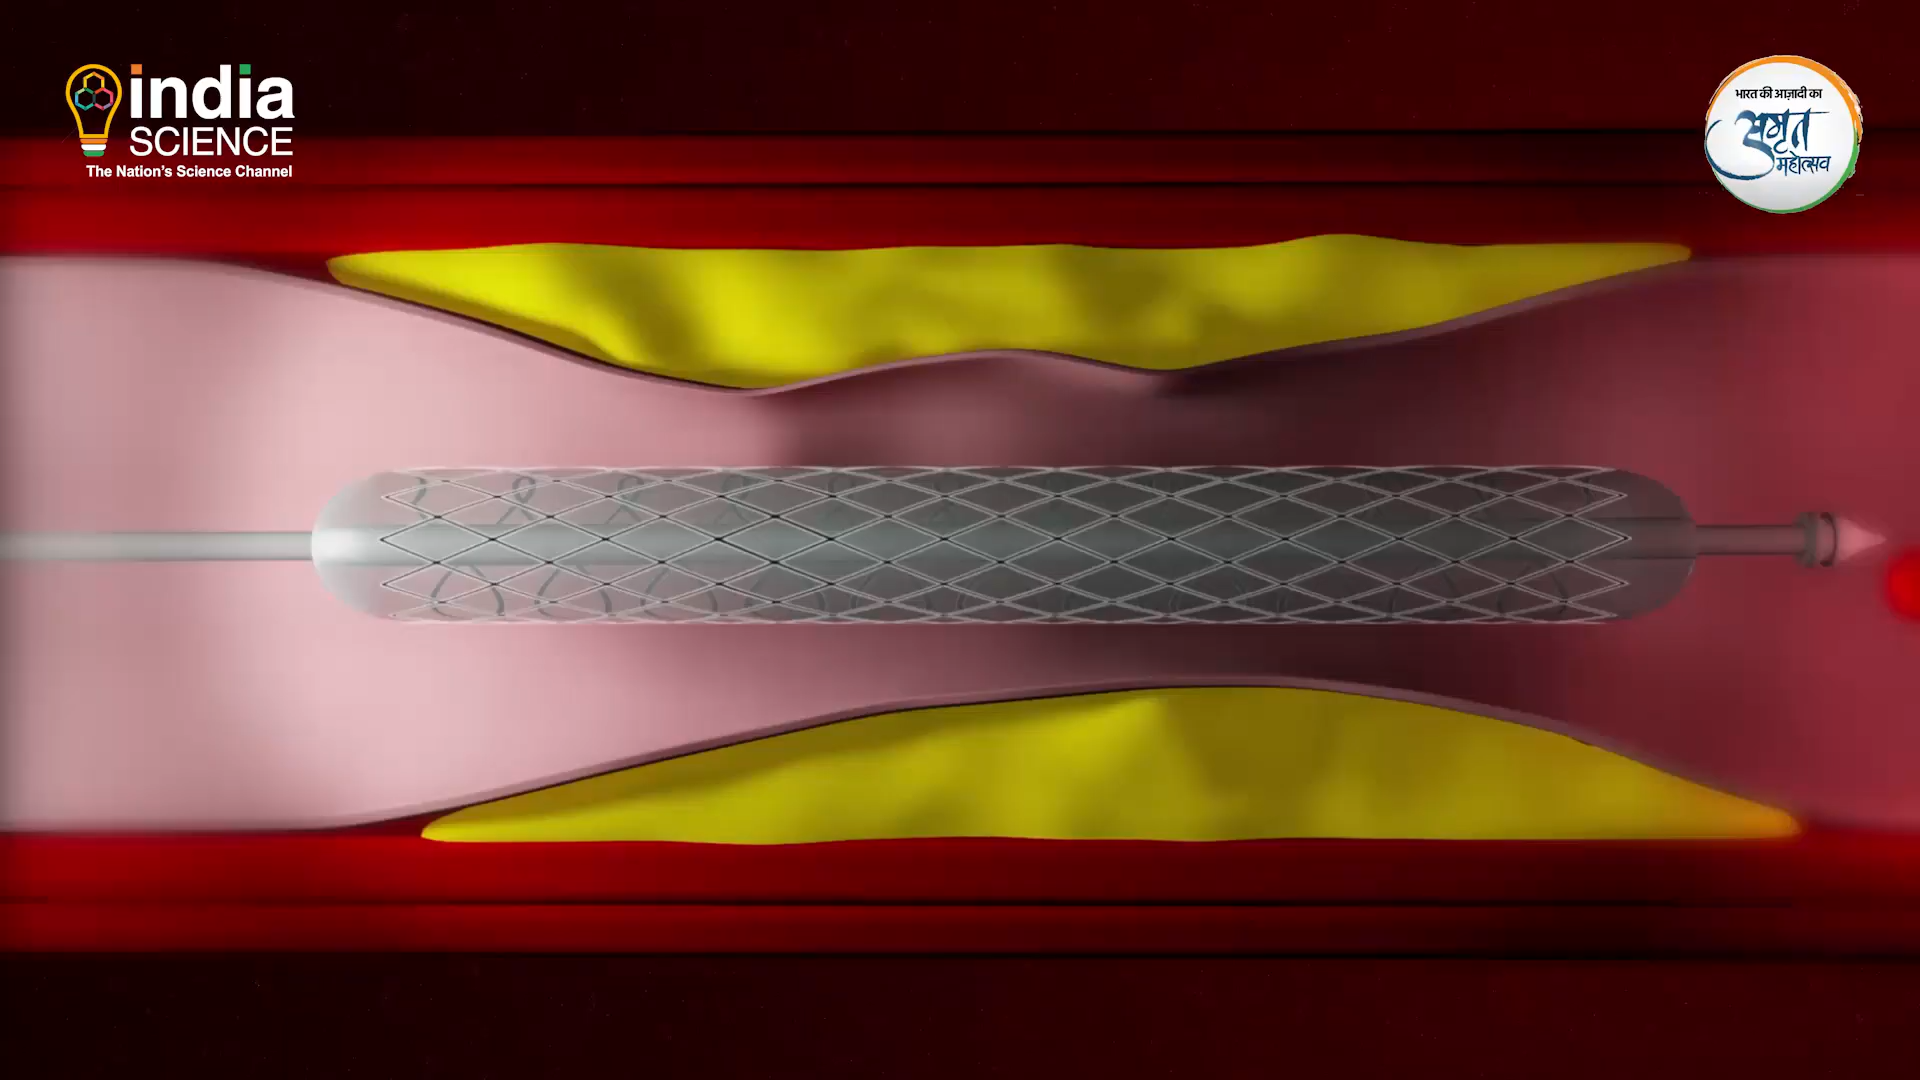 india
SCIENCE
The Nation's Science Channel
भारत की आज़ादी का
अमृत
महोत्सव